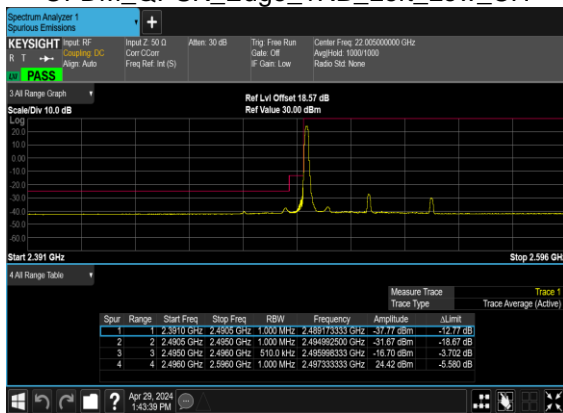 Spectrum Analyzer 1
Spurious Emissions
+
KEYSIGHT Input: RF
Coupling: DC
Align: Auto
R T
Input Z: 50 Ω
Corr CCorr
Freq Ref: Int (S)
Atten: 30 dB
Trig: Free Run
Gate: Off
IF Gain: Low
Center Freq: 22.005000000 GHz
Avg|Hold: 1000/1000
Radio Std: None
PASS
3 All Range Graph
Ref Lvl Offset 18.57 dB
Scale/Div 10.0 dB
Ref Value 30.00 dBm
Log
20.0
10.0
0.00
-10.0
-20.0
-30.0
-40.0
-50.0
-60.0
Start 2.391 GHz
Stop 2.596 GH
4 All Range Table
Measure Trace Trace 1
Trace Type Trace Average (Active)
Spur Range Start Freq Stop Freq RBW Frequency Amplitude ΔLimit
1 1 2.3910 GHz 2.4905 GHz 1.000 MHz 2.489173333 GHz -37.77 dBm -12.77 dB
2 2 2.4905 GHz 2.4950 GHz 1.000 MHz 2.494992500 GHz -31.67 dBm -18.67 dB
3 3 2.4950 GHz 2.4960 GHz 510.0 kHz 2.495998333 GHz -16.70 dBm -3.702 dB
4 4 2.4960 GHz 2.5960 GHz 1.000 MHz 2.497333333 GHz 24.42 dBm -5.580 dB
?
Apr 29, 2024
1:43:39 PM